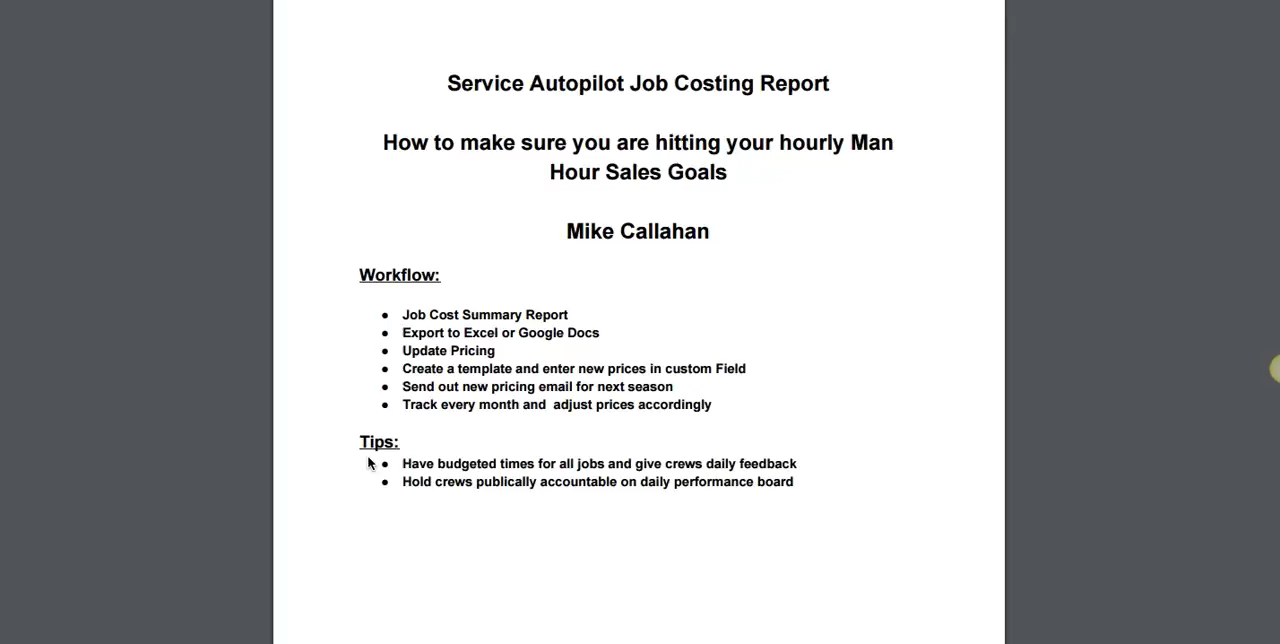 Service Autopilot Job Costing Report
How to make sure you are hitting your hourly Man
Hour Sales Goals
Mike Callahan
Workflow:
● Job Cost Summary Report
● Export to Excel or Google Docs
● Update Pricing
● Create a template and enter new prices in custom Field
● Send out new pricing email for next season
● Track every month and  adjust prices accordingly
Tips:
● Have budgeted times for all jobs and give crews daily feedback
● Hold crews publically accountable on daily performance board